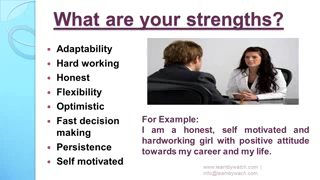 What are your strengths?
Adaptability
Hard working
Honest
Flexibility
Optimistic
Fast decision
making
Persistence
Self motivated
For Example:
I am a honest, self motivated and
hardworking girl with positive attitude
towards my career and my life.
www.learnbywatch.com |
info@learnbywach.com